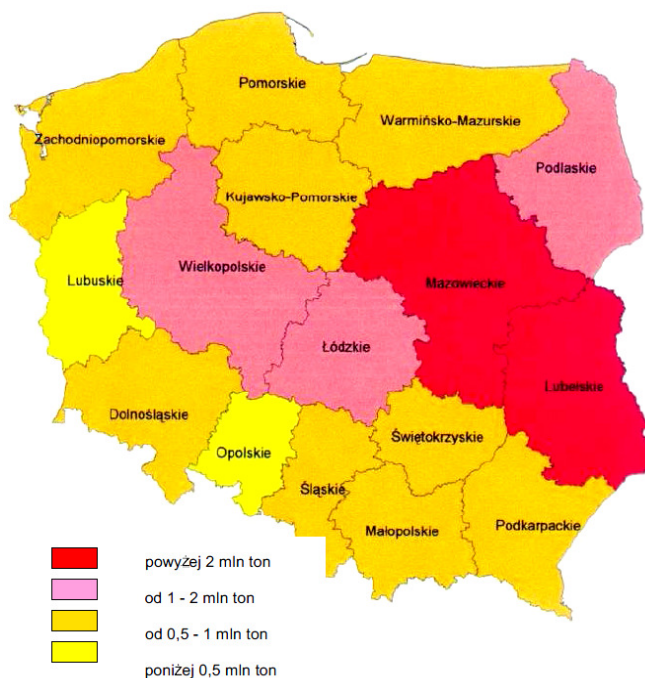 Pomorskie
Warmińsko-Mazurskie
Zachodniopomorskie
Podlaskie
Kujawsko-Pomorskie
Wielkopolskie
Lubuskie
Mazowieckie
Łódzkie
Lubelskie
Dolnośląskie
Świętokrzyskie
Opolskie
Śląskie
Małopolskie
Podkarpackie
powyżej 2 mln ton
od 1 - 2 mln ton
od 0,5 - 1 mln ton
poniżej 0,5 mln ton